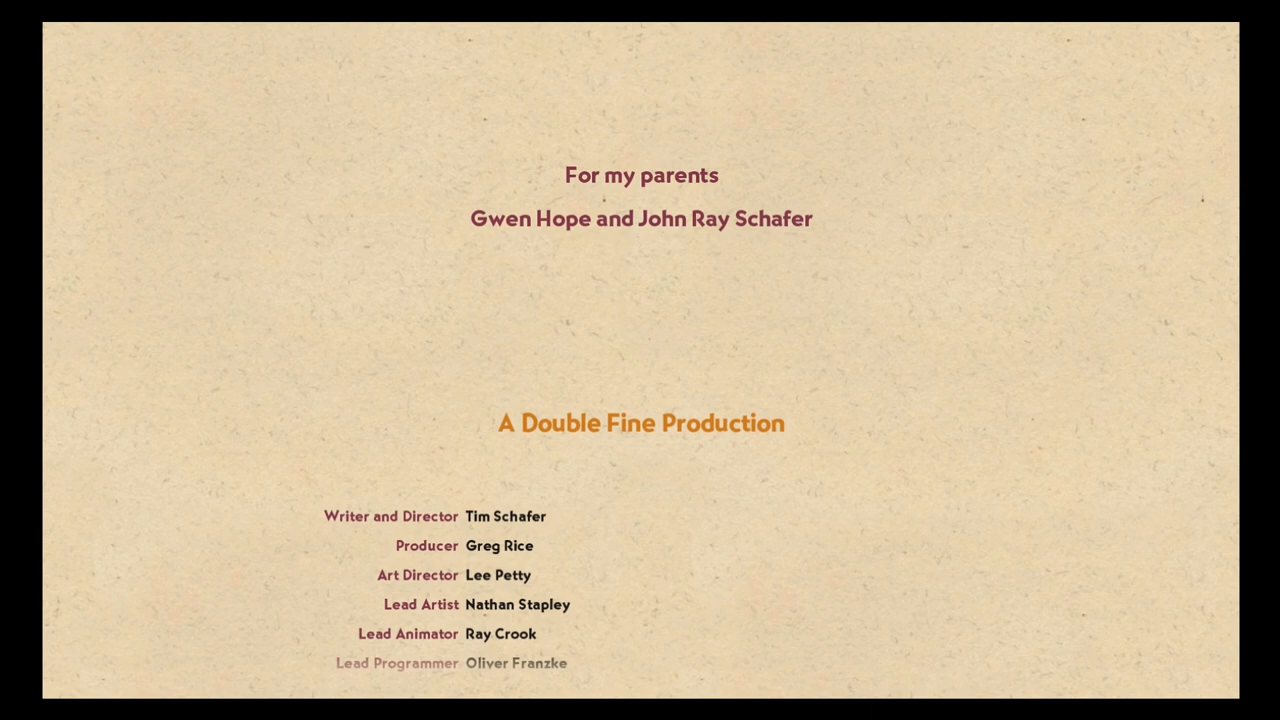 For my parents
Gwen Hope and John Ray Schafer
A Double Fine Production
Writer and Director Tim Schafer
Producer Greg Rice
Art Director Lee Petty
Lead Artist Nathan Stapley
Lead Animator Ray Crook
Lead Programmer Oliver Franzke